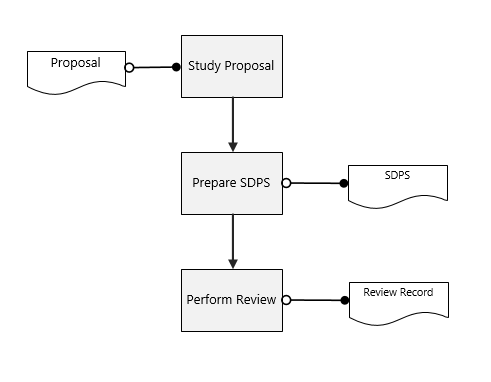 Proposal
Study Proposal
Prepare SDPS
SDPS
Perform Review
Review Record